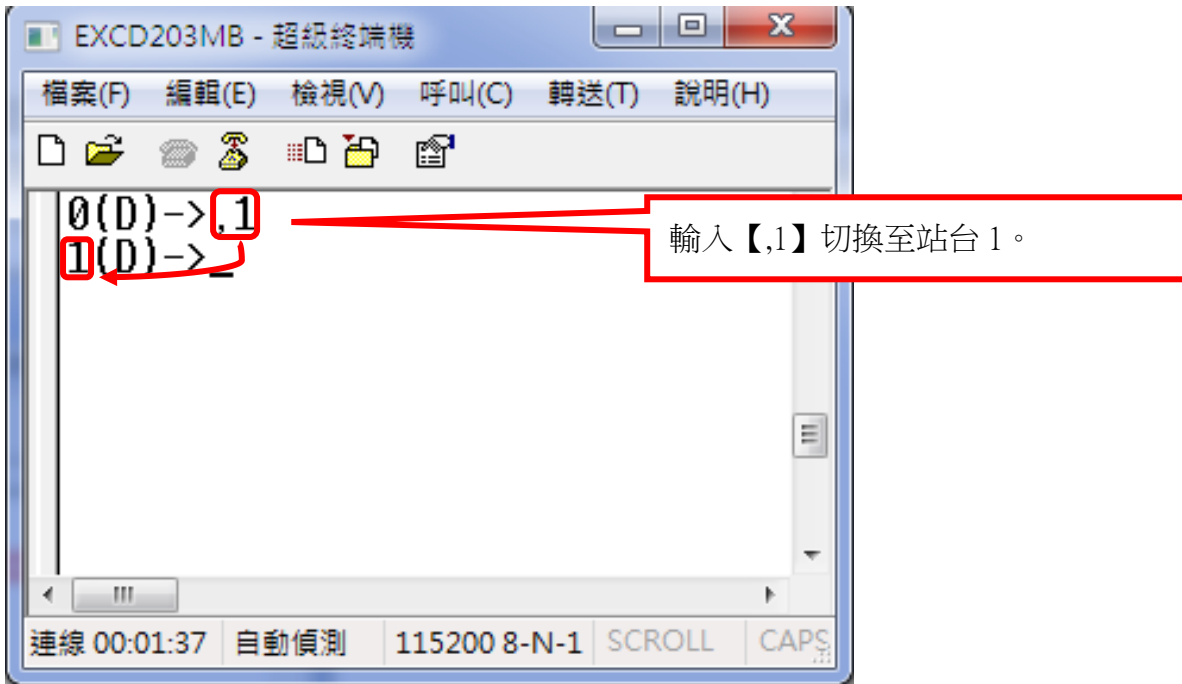 EXCD203MB - 超級終端機
檔案(F) 編輯(E) 檢視(V) 呼叫(C) 轉送(T) 說明(H)
0(D)->,1
輸入【,1】切換至站台 1。
1(D)->_
連線 00:01:37 自動偵測 115200 8-N-1 SCROLL CAPS